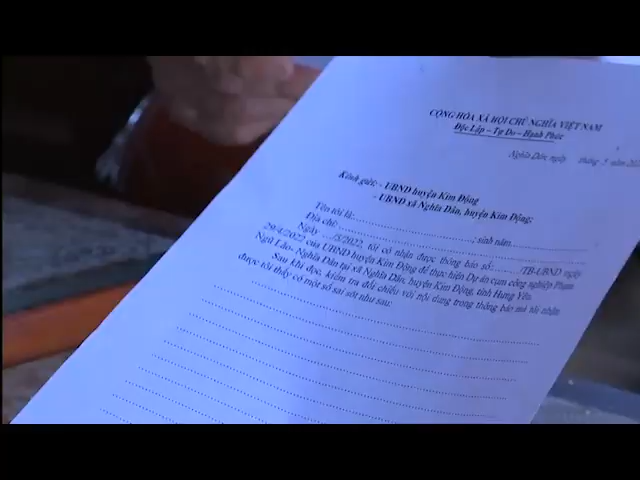 CỘNG HÒA XÃ HỘI CHỦ NGHĨA VIỆT NAM
Độc Lập – Tự Do – Hạnh Phúc
Nghĩa Dân, ngày tháng 5 năm 202
Kính gửi: - UBND huyện Kim Động
- UBND xã Nghĩa Dân, huyện Kim Động;
Tên tôi là:.......................................; sinh năm....................
Địa chỉ:.......................................
Ngày ..../5/2022, tôi có nhận được thông báo số:........./TB-UBND ngày
29/4/2022 của UBND huyện Kim Động để thực hiện Dự án cụm công nghiệp Phạm
Ngũ Lão- Nghĩa Dân tại xã Nghĩa Dân, huyện Kim Động, tỉnh Hưng Yên.
Sau khi đọc, kiểm tra đối chiếu với nội dung trong thông báo mà tôi nhận
được tôi thấy có một số sai sót như sau: